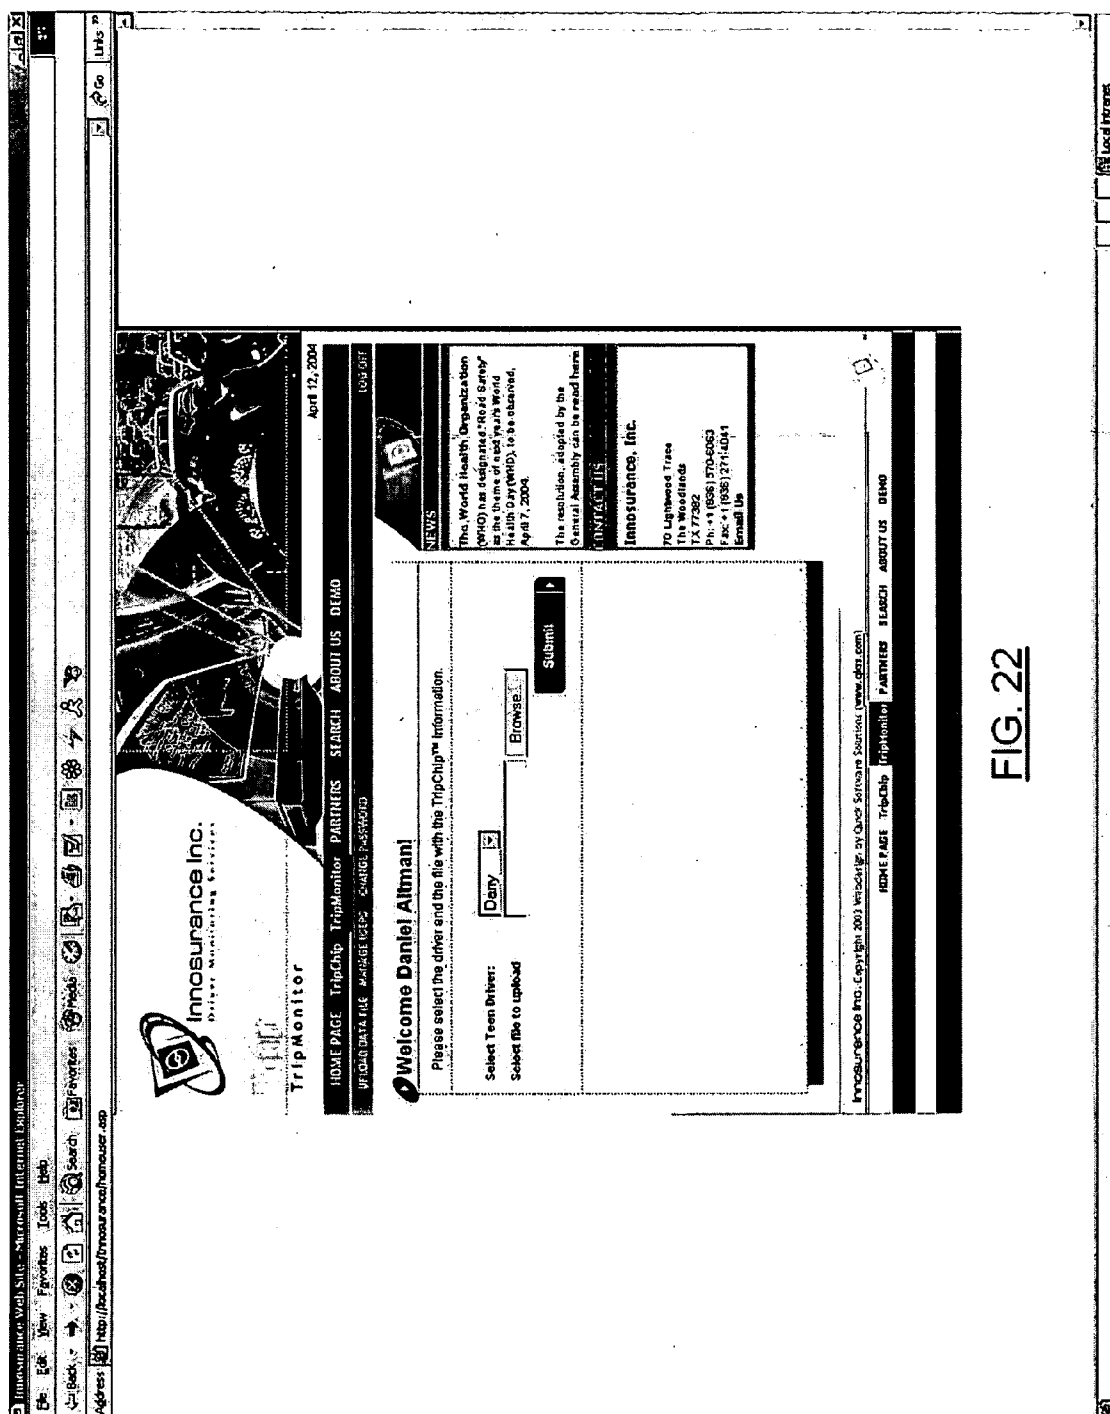 Innosurance Web Site - Microsoft Internet Explorer
File Edit View Favorites Tools Help
Back Search Favorites Media
Address http://localhost/Innosurance/homeuser.asp Go Links »
Innosurance Inc.
Driver Monitoring Services
TripMonitor
April 12, 2004
HOME PAGE TripChip TripMonitor PARTNERS SEARCH ABOUT US DEMO
UPLOAD DATA FILE MANAGE USERS CHANGE PASSWORD LOG OFF
Welcome Daniel Altman!
Please select the driver and the file with the TripChip™ Information.
Select Teen Driver: Dany
Select file to upload Browse...
Submit
NEWS
The World Health Organization
(WHO) has designated "Road Safety"
as the theme of next year's World
Health Day (WHD), to be observed,
April 7, 2004.
The resolution, adopted by the
General Assembly can be read here
CONTACT US
Innosurance, Inc.
70 Lightwood Trace
The Woodlands
TX 77382
Ph: +1 (936) 570-6063
Fax: +1 (936) 271-4041
Email Us
Innosurence Inc. Copyright 2003 Webdesign by Quick Software Solutions (www.qkss.com)
HOME PAGE TripChip TripMonitor PARTNERS SEARCH ABOUT US DEMO
Local intranet
FIG. 22